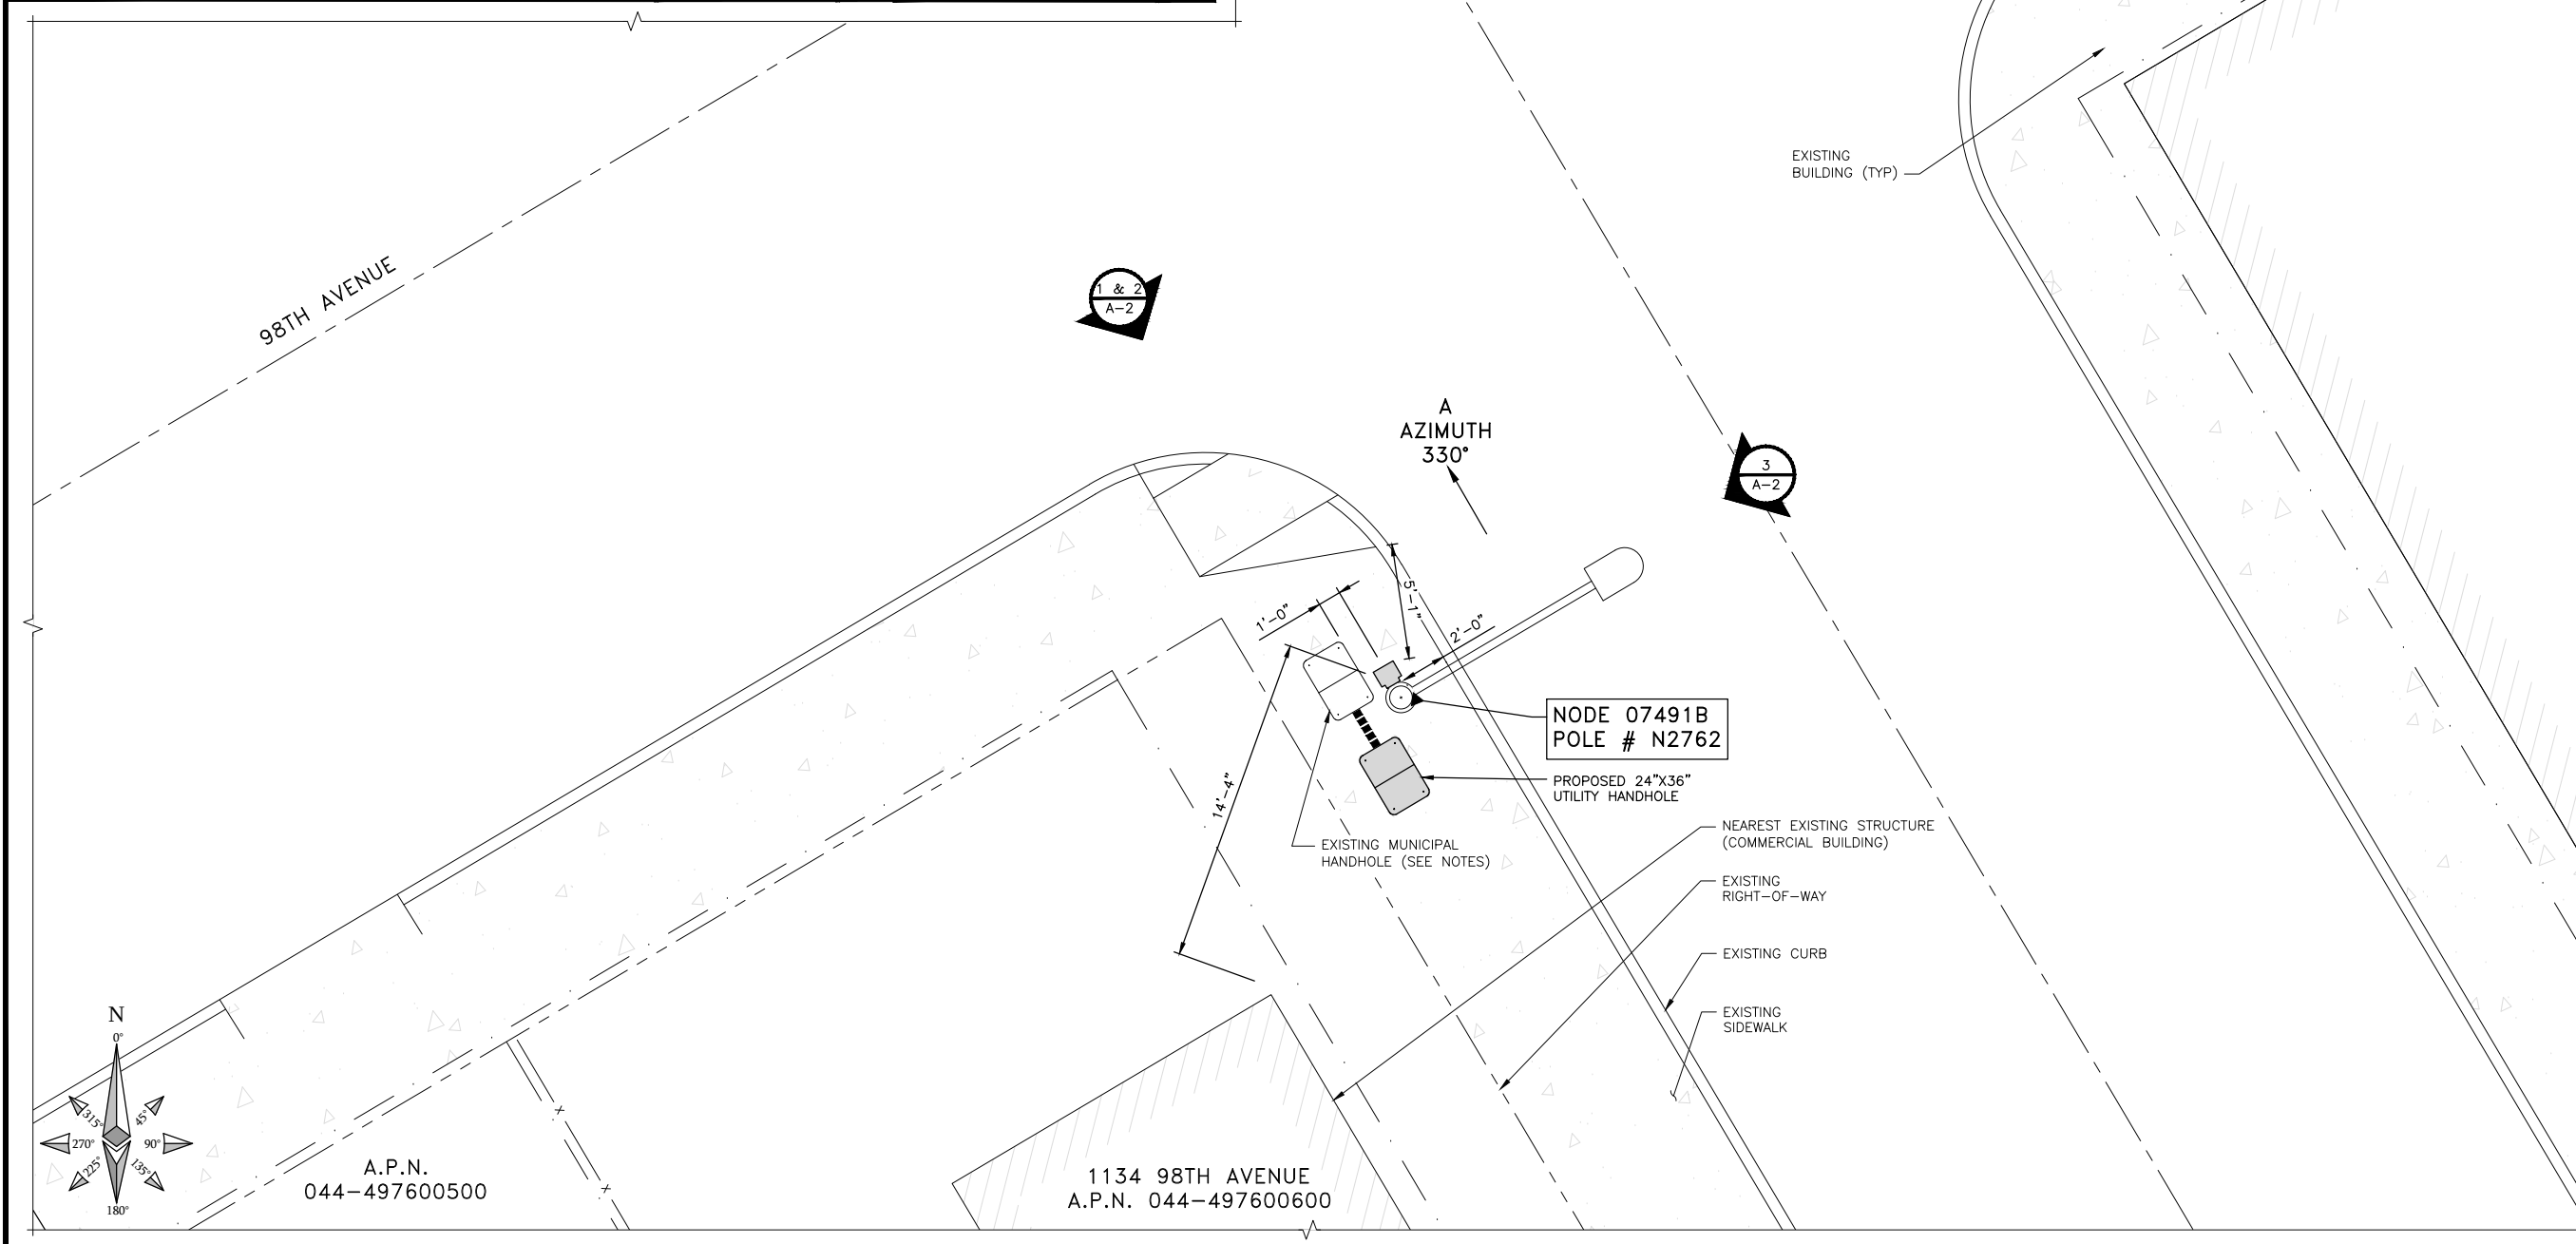 EXISTING
BUILDING (TYP)
98TH AVENUE
1 & 2
A-2
A
AZIMUTH
330°
3
A-2
1'-0"
5'-1"
2'-0"
14'-4"
NODE 07491B
POLE # N2762
PROPOSED 24"X36"
UTILITY HANDHOLE
EXISTING MUNICIPAL
HANDHOLE (SEE NOTES)
NEAREST EXISTING STRUCTURE
(COMMERCIAL BUILDING)
EXISTING
RIGHT-OF-WAY
EXISTING CURB
EXISTING
SIDEWALK
N
0°
315°
45°
270°
90°
225°
135°
180°
X
X
A.P.N.
044-497600500
1134 98TH AVENUE
A.P.N. 044-497600600